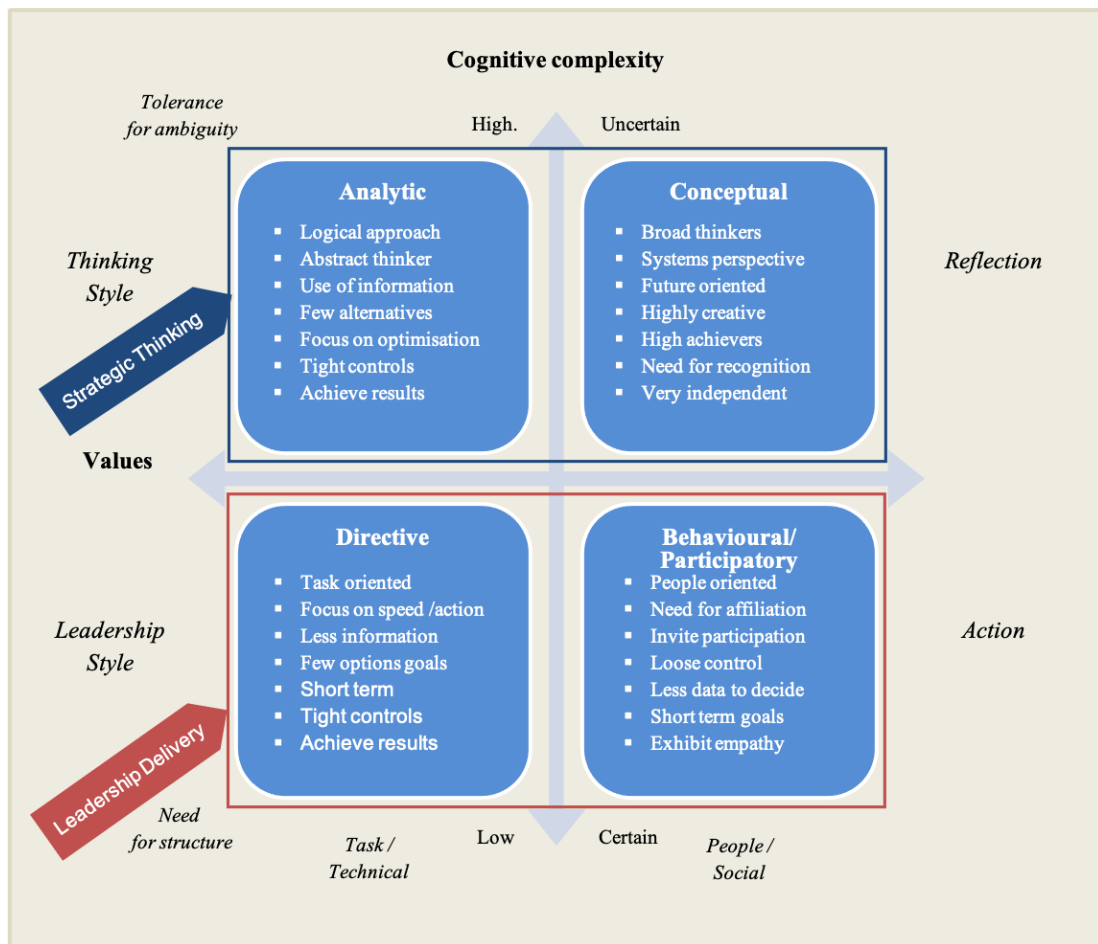 Cognitive complexity
Tolerance
for ambiguity
High.
Uncertain
Analytic
Logical approach
Abstract thinker
Use of information
Few alternatives
Focus on optimisation
Tight controls
Achieve results
Conceptual
Broad thinkers
Systems perspective
Future oriented
Highly creative
High achievers
Need for recognition
Very independent
Thinking
Style
Reflection
Strategic Thinking
Values
Directive
Task oriented
Focus on speed /action
Less information
Few options goals
Short term
Tight controls
Achieve results
Behavioural/
Participatory
People oriented
Need for affiliation
Invite participation
Loose control
Less data to decide
Short term goals
Exhibit empathy
Leadership
Style
Action
Leadership Delivery
Need
for structure
Task /
Technical
Low
Certain
People /
Social